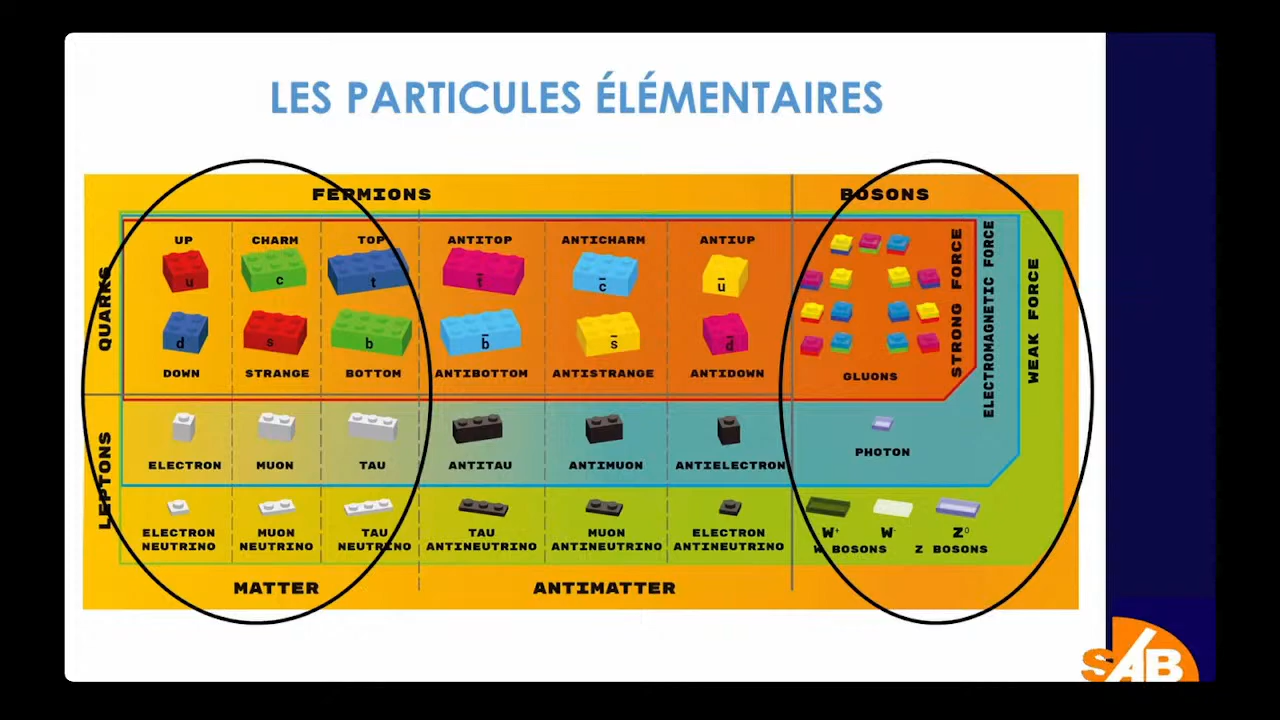 LES PARTICULES ÉLÉMENTAIRES
FERMIONS BOSONS
QUARKS
UP CHARM TOP ANTITOP ANTICHARM ANTIUP
u c t t̅ c̅ u̅
d s b b̅ s̅ d̅
DOWN STRANGE BOTTOM ANTIBOTTOM ANTISTRANGE ANTIDOWN
GLUONS
STRONG FORCE
ELECTROMAGNETIC FORCE
WEAK FORCE
LEPTONS
ELECTRON MUON TAU ANTITAU ANTIMUON ANTIELECTRON
PHOTON
ELECTRON MUON TAU TAU MUON ELECTRON
NEUTRINO NEUTRINO NEUTRINO ANTINEUTRINO ANTINEUTRINO ANTINEUTRINO
W⁺ W⁻ Z⁰
W BOSONS Z BOSONS
MATTER ANTIMATTER
SAB